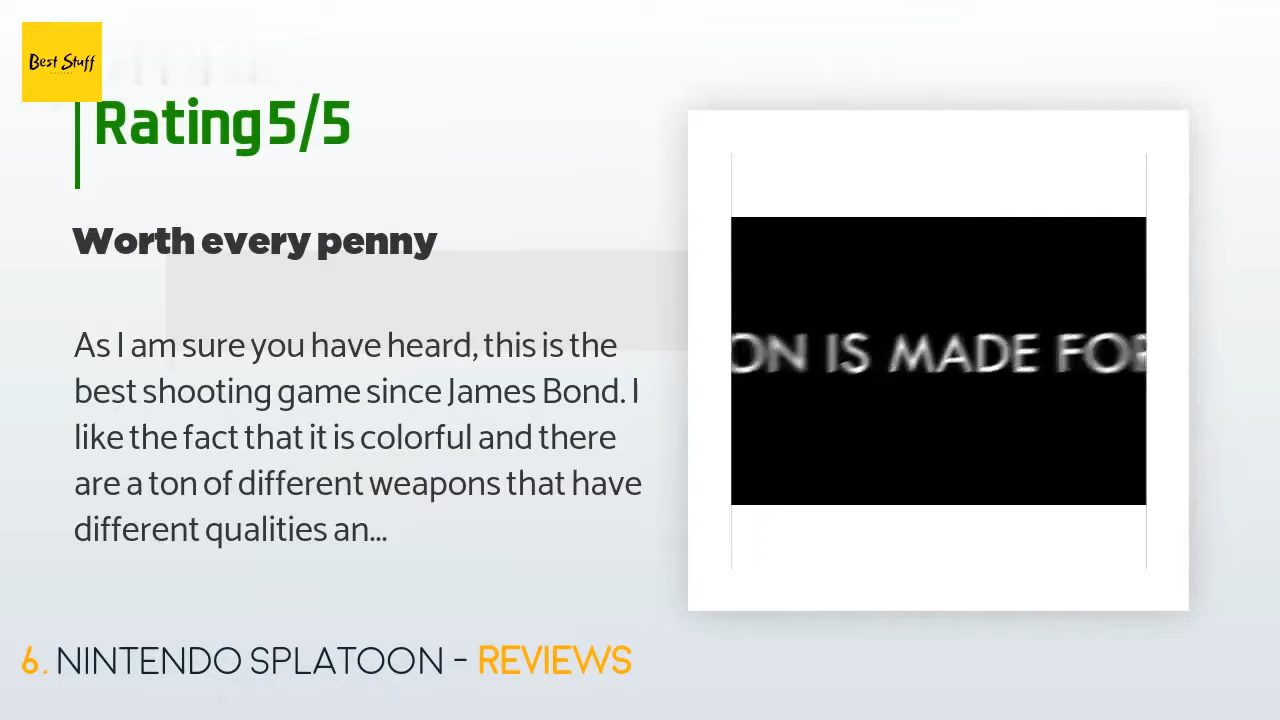 Best Stuff
Rating 5/5
Worth every penny
As I am sure you have heard, this is the
best shooting game since James Bond. I
like the fact that it is colorful and there
are a ton of different weapons that have
different qualities an...
ON IS MADE FOR
6. NINTENDO SPLATOON - REVIEWS